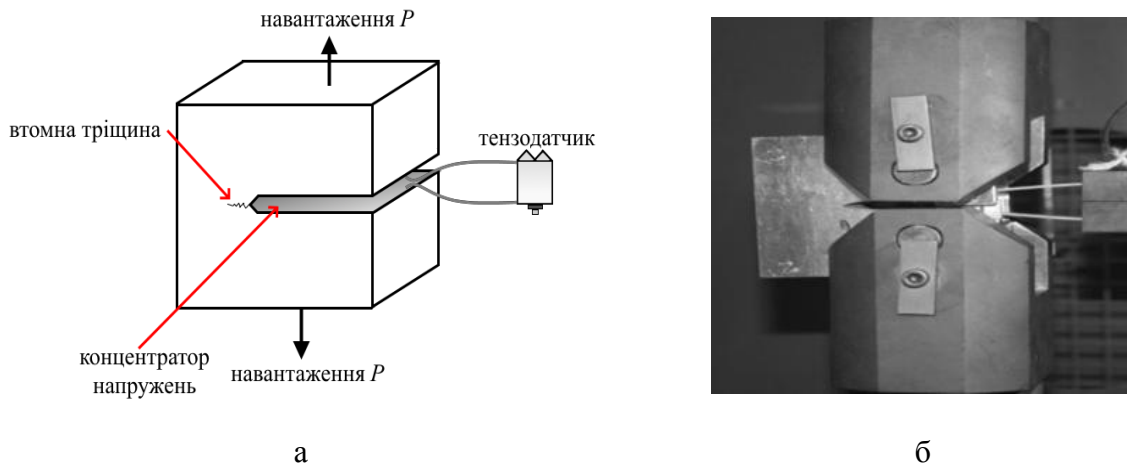 навантаження P
втомна тріщина
тензодатчик
концентратор
напружень
навантаження P
а
б